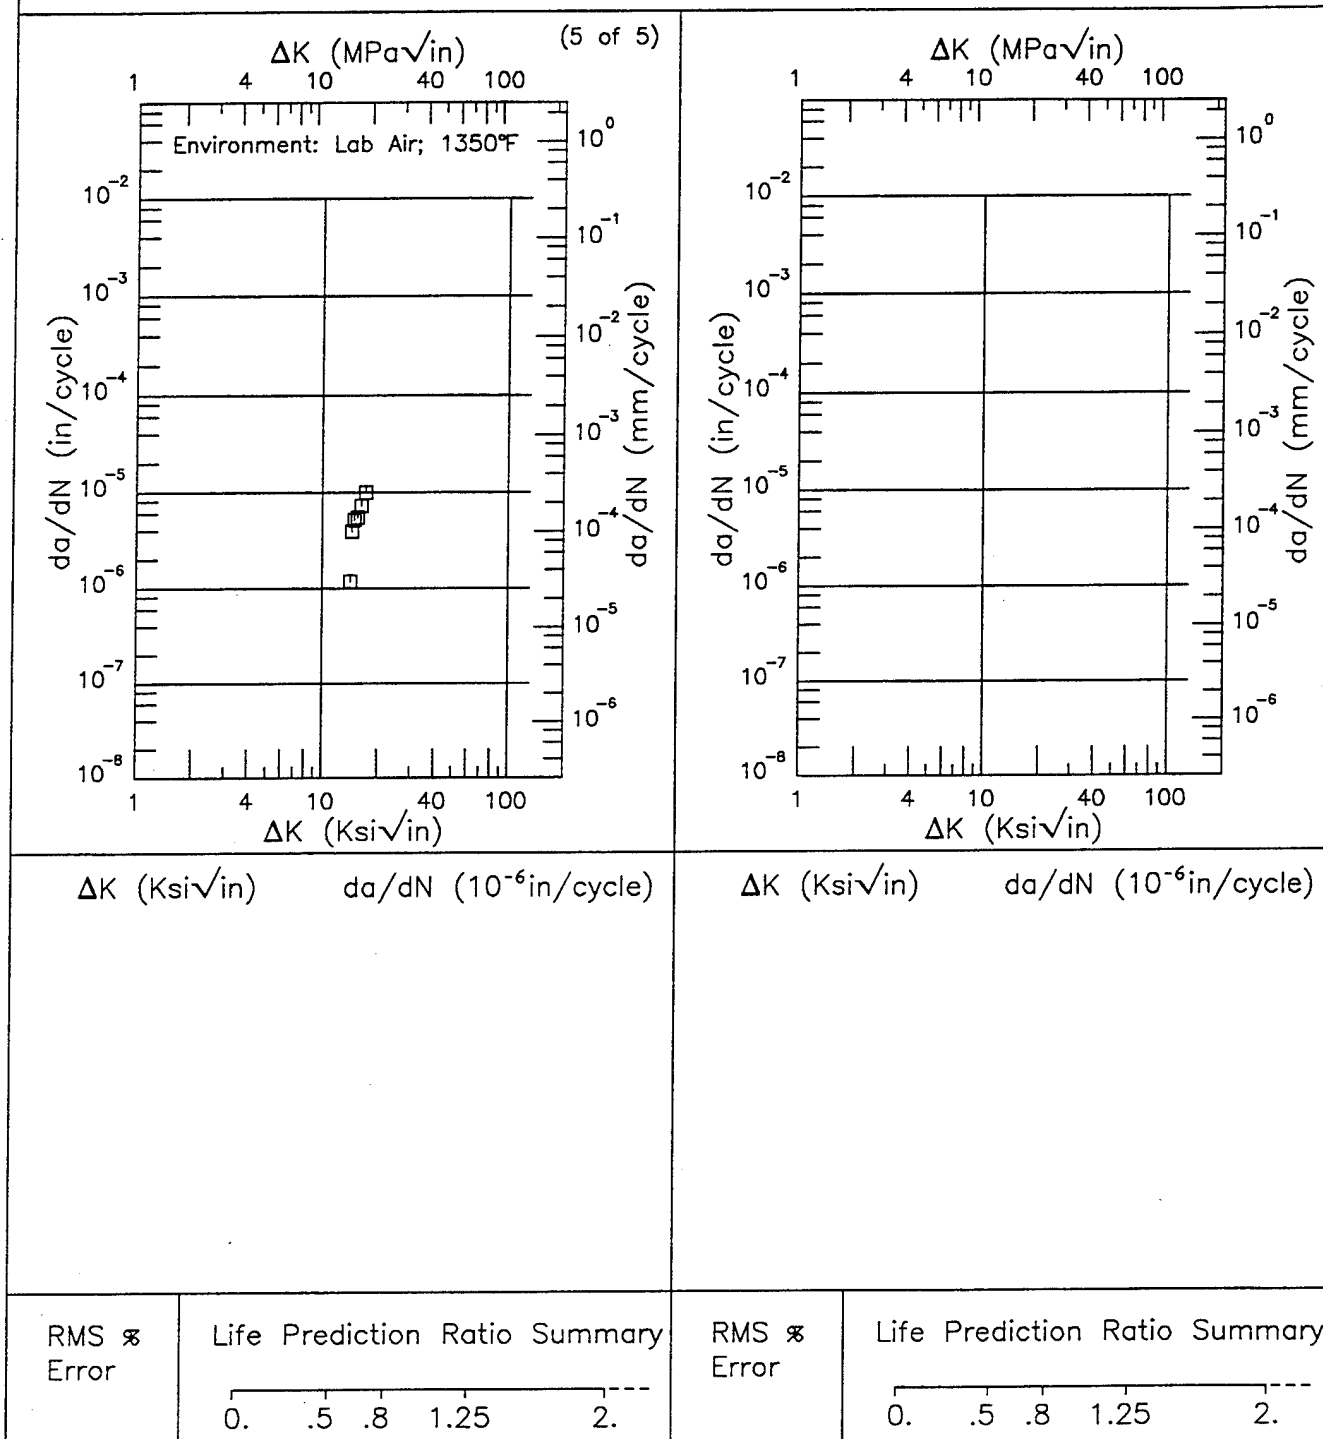 (5 of 5)
ΔK (MPa√in)
1 4 10 40 100
Environment: Lab Air; 1350°F
da/dN (in/cycle)
10⁻²
10⁻³
10⁻⁴
10⁻⁵
10⁻⁶
10⁻⁷
10⁻⁸
10⁰
10⁻¹
10⁻²
10⁻³
10⁻⁴
10⁻⁵
10⁻⁶
da/dN (mm/cycle)
1 4 10 40 100
ΔK (Ksi√in)
ΔK (MPa√in)
1 4 10 40 100
da/dN (in/cycle)
10⁻²
10⁻³
10⁻⁴
10⁻⁵
10⁻⁶
10⁻⁷
10⁻⁸
10⁰
10⁻¹
10⁻²
10⁻³
10⁻⁴
10⁻⁵
10⁻⁶
da/dN (mm/cycle)
1 4 10 40 100
ΔK (Ksi√in)
ΔK (Ksi√in) da/dN (10⁻⁶in/cycle)
ΔK (Ksi√in) da/dN (10⁻⁶in/cycle)
RMS %
Error
Life Prediction Ratio Summary
0. .5 .8 1.25 2.
RMS %
Error
Life Prediction Ratio Summary
0. .5 .8 1.25 2.